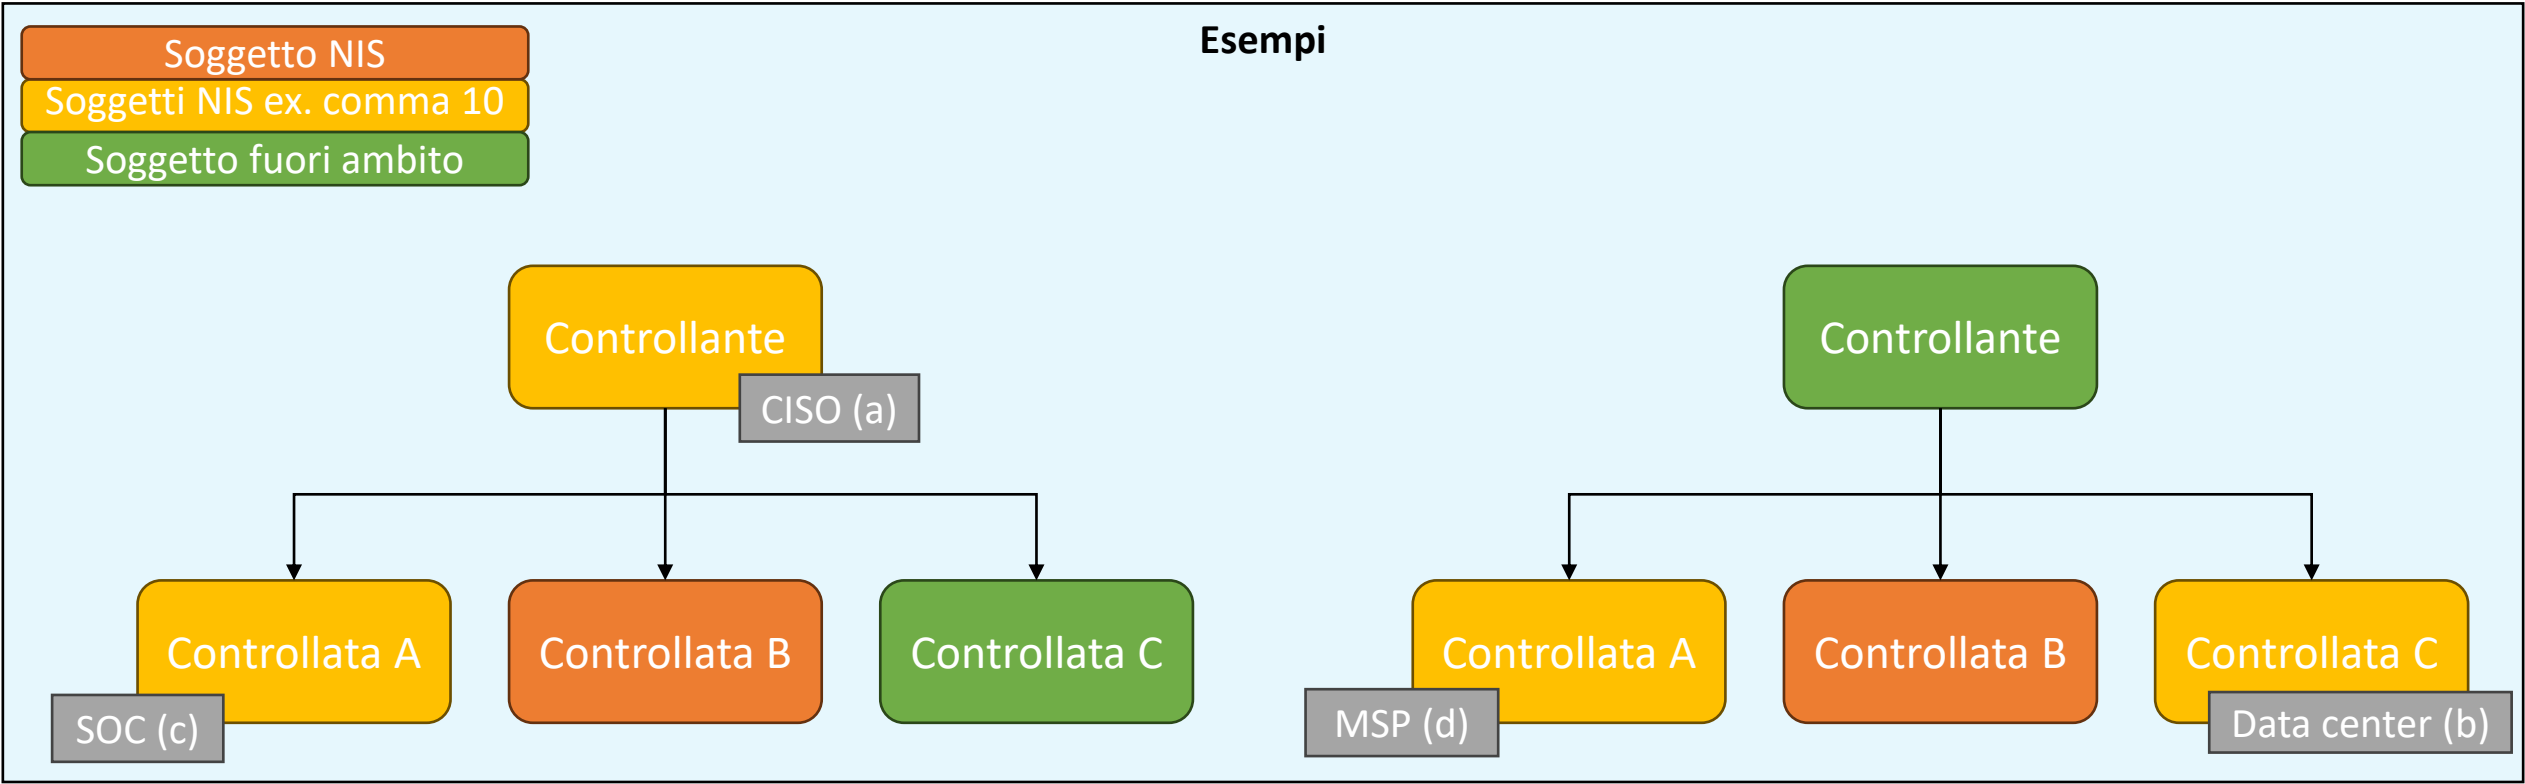 Esempi
Soggetto NIS
Soggetti NIS ex. comma 10
Soggetto fuori ambito
Controllante
CISO (a)
Controllata A
SOC (c)
Controllata B
Controllata C
Controllante
Controllata A
MSP (d)
Controllata B
Controllata C
Data center (b)